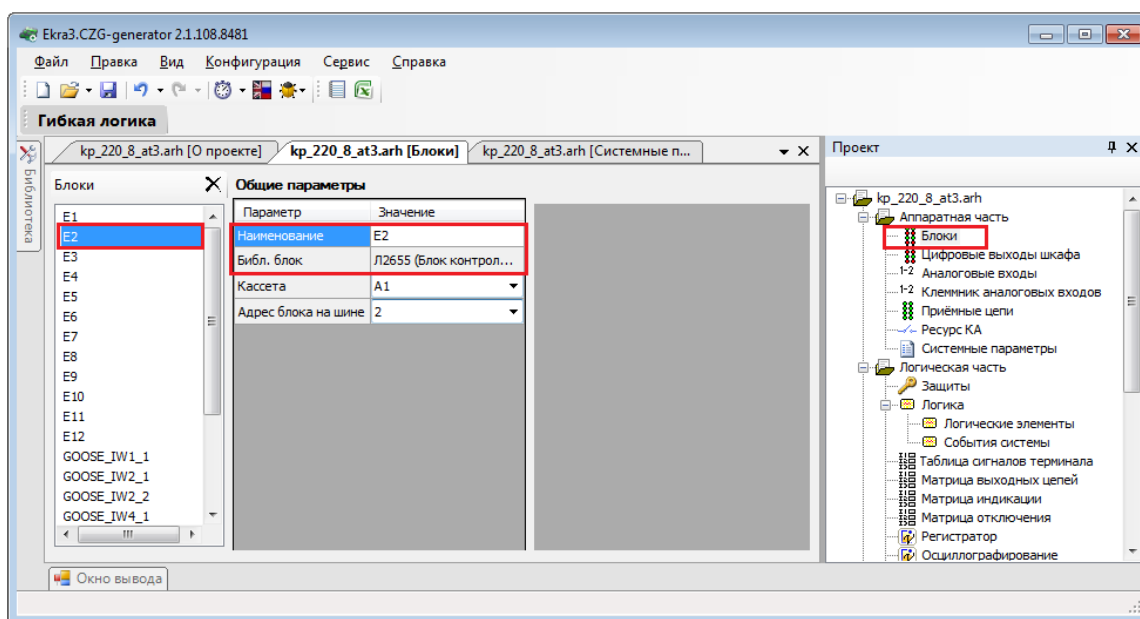 Ekra3.CZG-generator 2.1.108.8481
Файл Правка Вид Конфигурация Сервис Справка
Гибкая логика
Библиотека
kp_220_8_at3.arh [О проекте] kp_220_8_at3.arh [Блоки] kp_220_8_at3.arh [Системные п...
Блоки
E1
E2
E3
E4
E5
E6
E7
E8
E9
E10
E11
E12
GOOSE_IW1_1
GOOSE_IW2_1
GOOSE_IW2_2
GOOSE_IW4_1
Общие параметры
Параметр Значение
Наименование E2
Библ. блок Л2655 (Блок контрол...
Кассета A1
Адрес блока на шине 2
Проект
kp_220_8_at3.arh
Аппаратная часть
Блоки
Цифровые выходы шкафа
1-2 Аналоговые входы
1-2 Клеммник аналоговых входов
Приёмные цепи
Ресурс КА
Системные параметры
Логическая часть
Защиты
Логика
Логические элементы
События системы
Таблица сигналов терминала
Матрица выходных цепей
Матрица индикации
Матрица отключения
Регистратор
Осциллографирование
Окно вывода